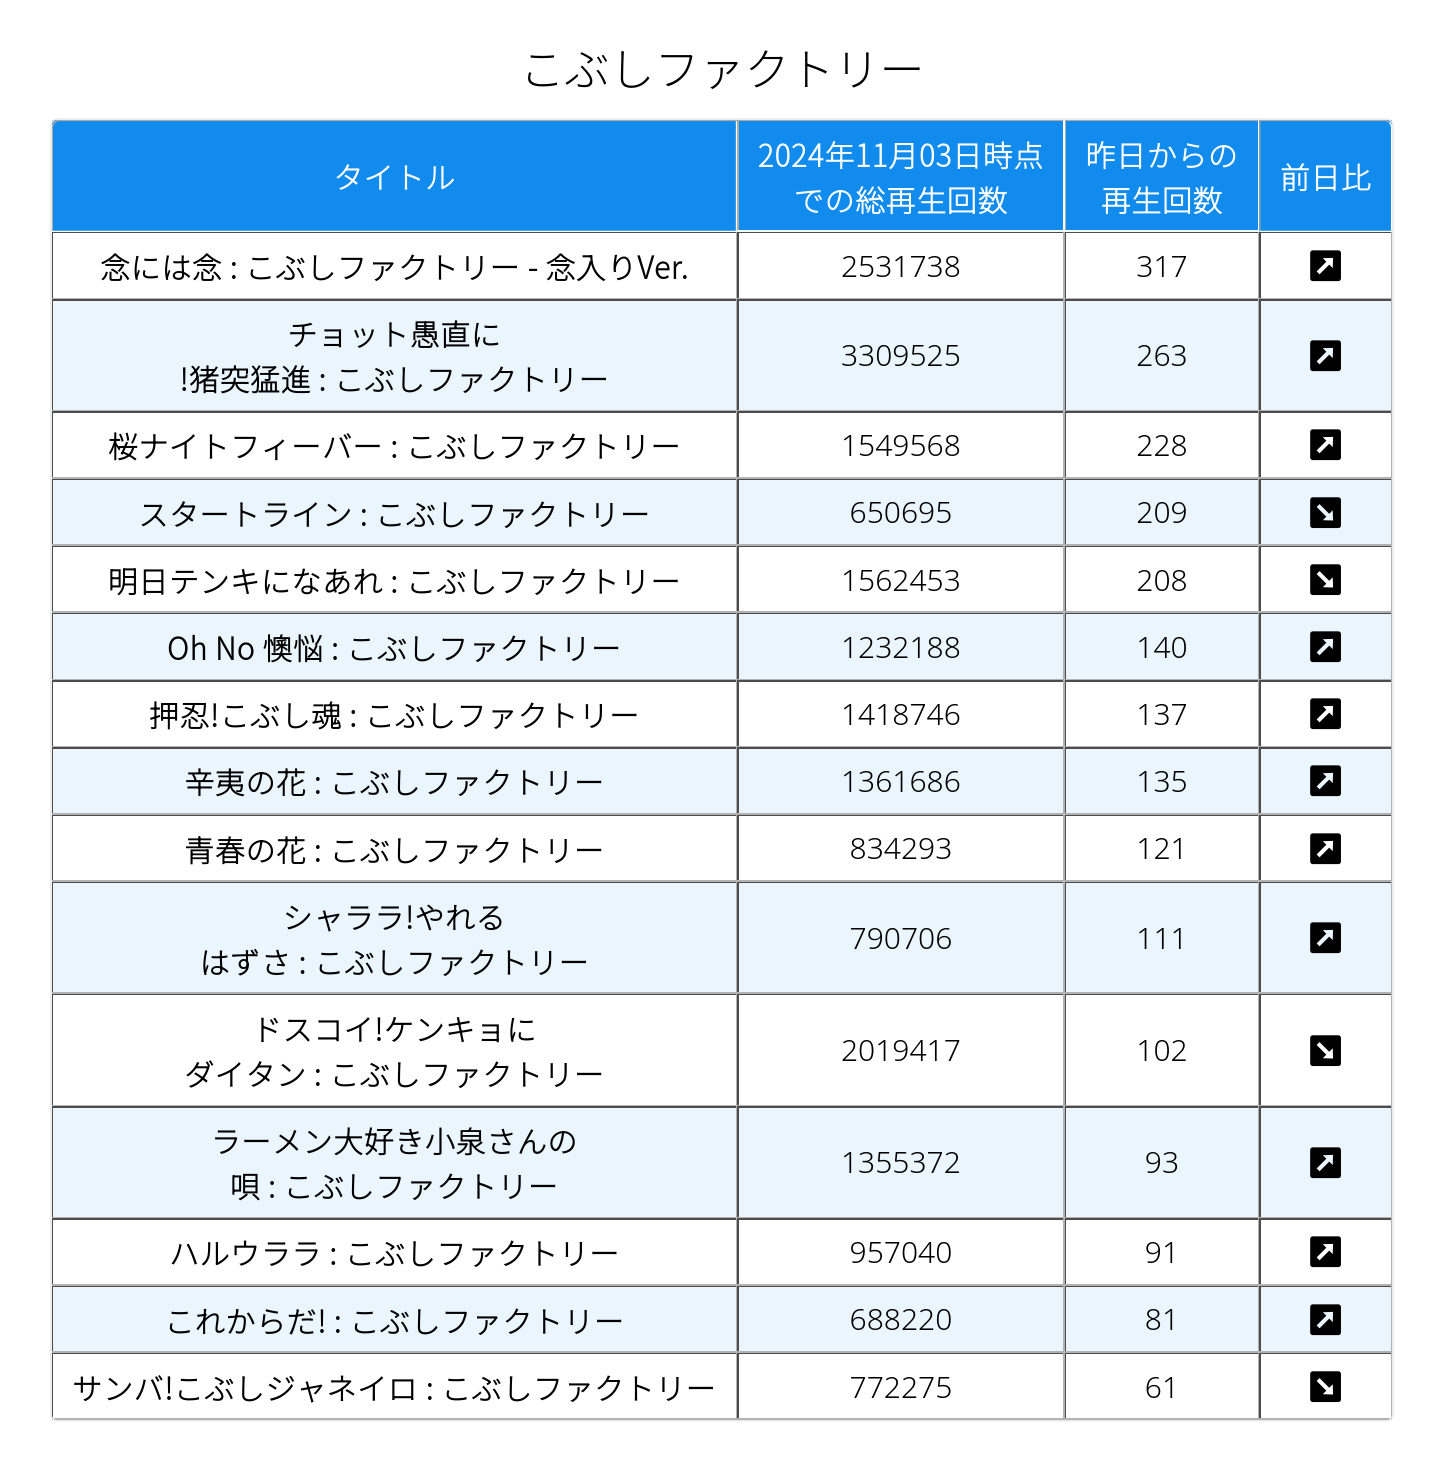 こぶしファクトリー
タイトル
2024年11月03日時点
での総再生回数
昨日からの
再生回数
前日比
念には念 : こぶしファクトリー - 念入りVer.
2531738
317
チョット愚直に
!猪突猛進 : こぶしファクトリー
3309525
263
桜ナイトフィーバー : こぶしファクトリー
1549568
228
スタートライン : こぶしファクトリー
650695
209
明日テンキになあれ : こぶしファクトリー
1562453
208
Oh No 懊悩 : こぶしファクトリー
1232188
140
押忍!こぶし魂 : こぶしファクトリー
1418746
137
辛夷の花 : こぶしファクトリー
1361686
135
青春の花 : こぶしファクトリー
834293
121
シャララ!やれる
はずさ : こぶしファクトリー
790706
111
ドスコイ!ケンキョに
ダイタン : こぶしファクトリー
2019417
102
ラーメン大好き小泉さんの
唄 : こぶしファクトリー
1355372
93
ハルウララ : こぶしファクトリー
957040
91
これからだ! : こぶしファクトリー
688220
81
サンバ!こぶしジャネイロ : こぶしファクトリー
772275
61